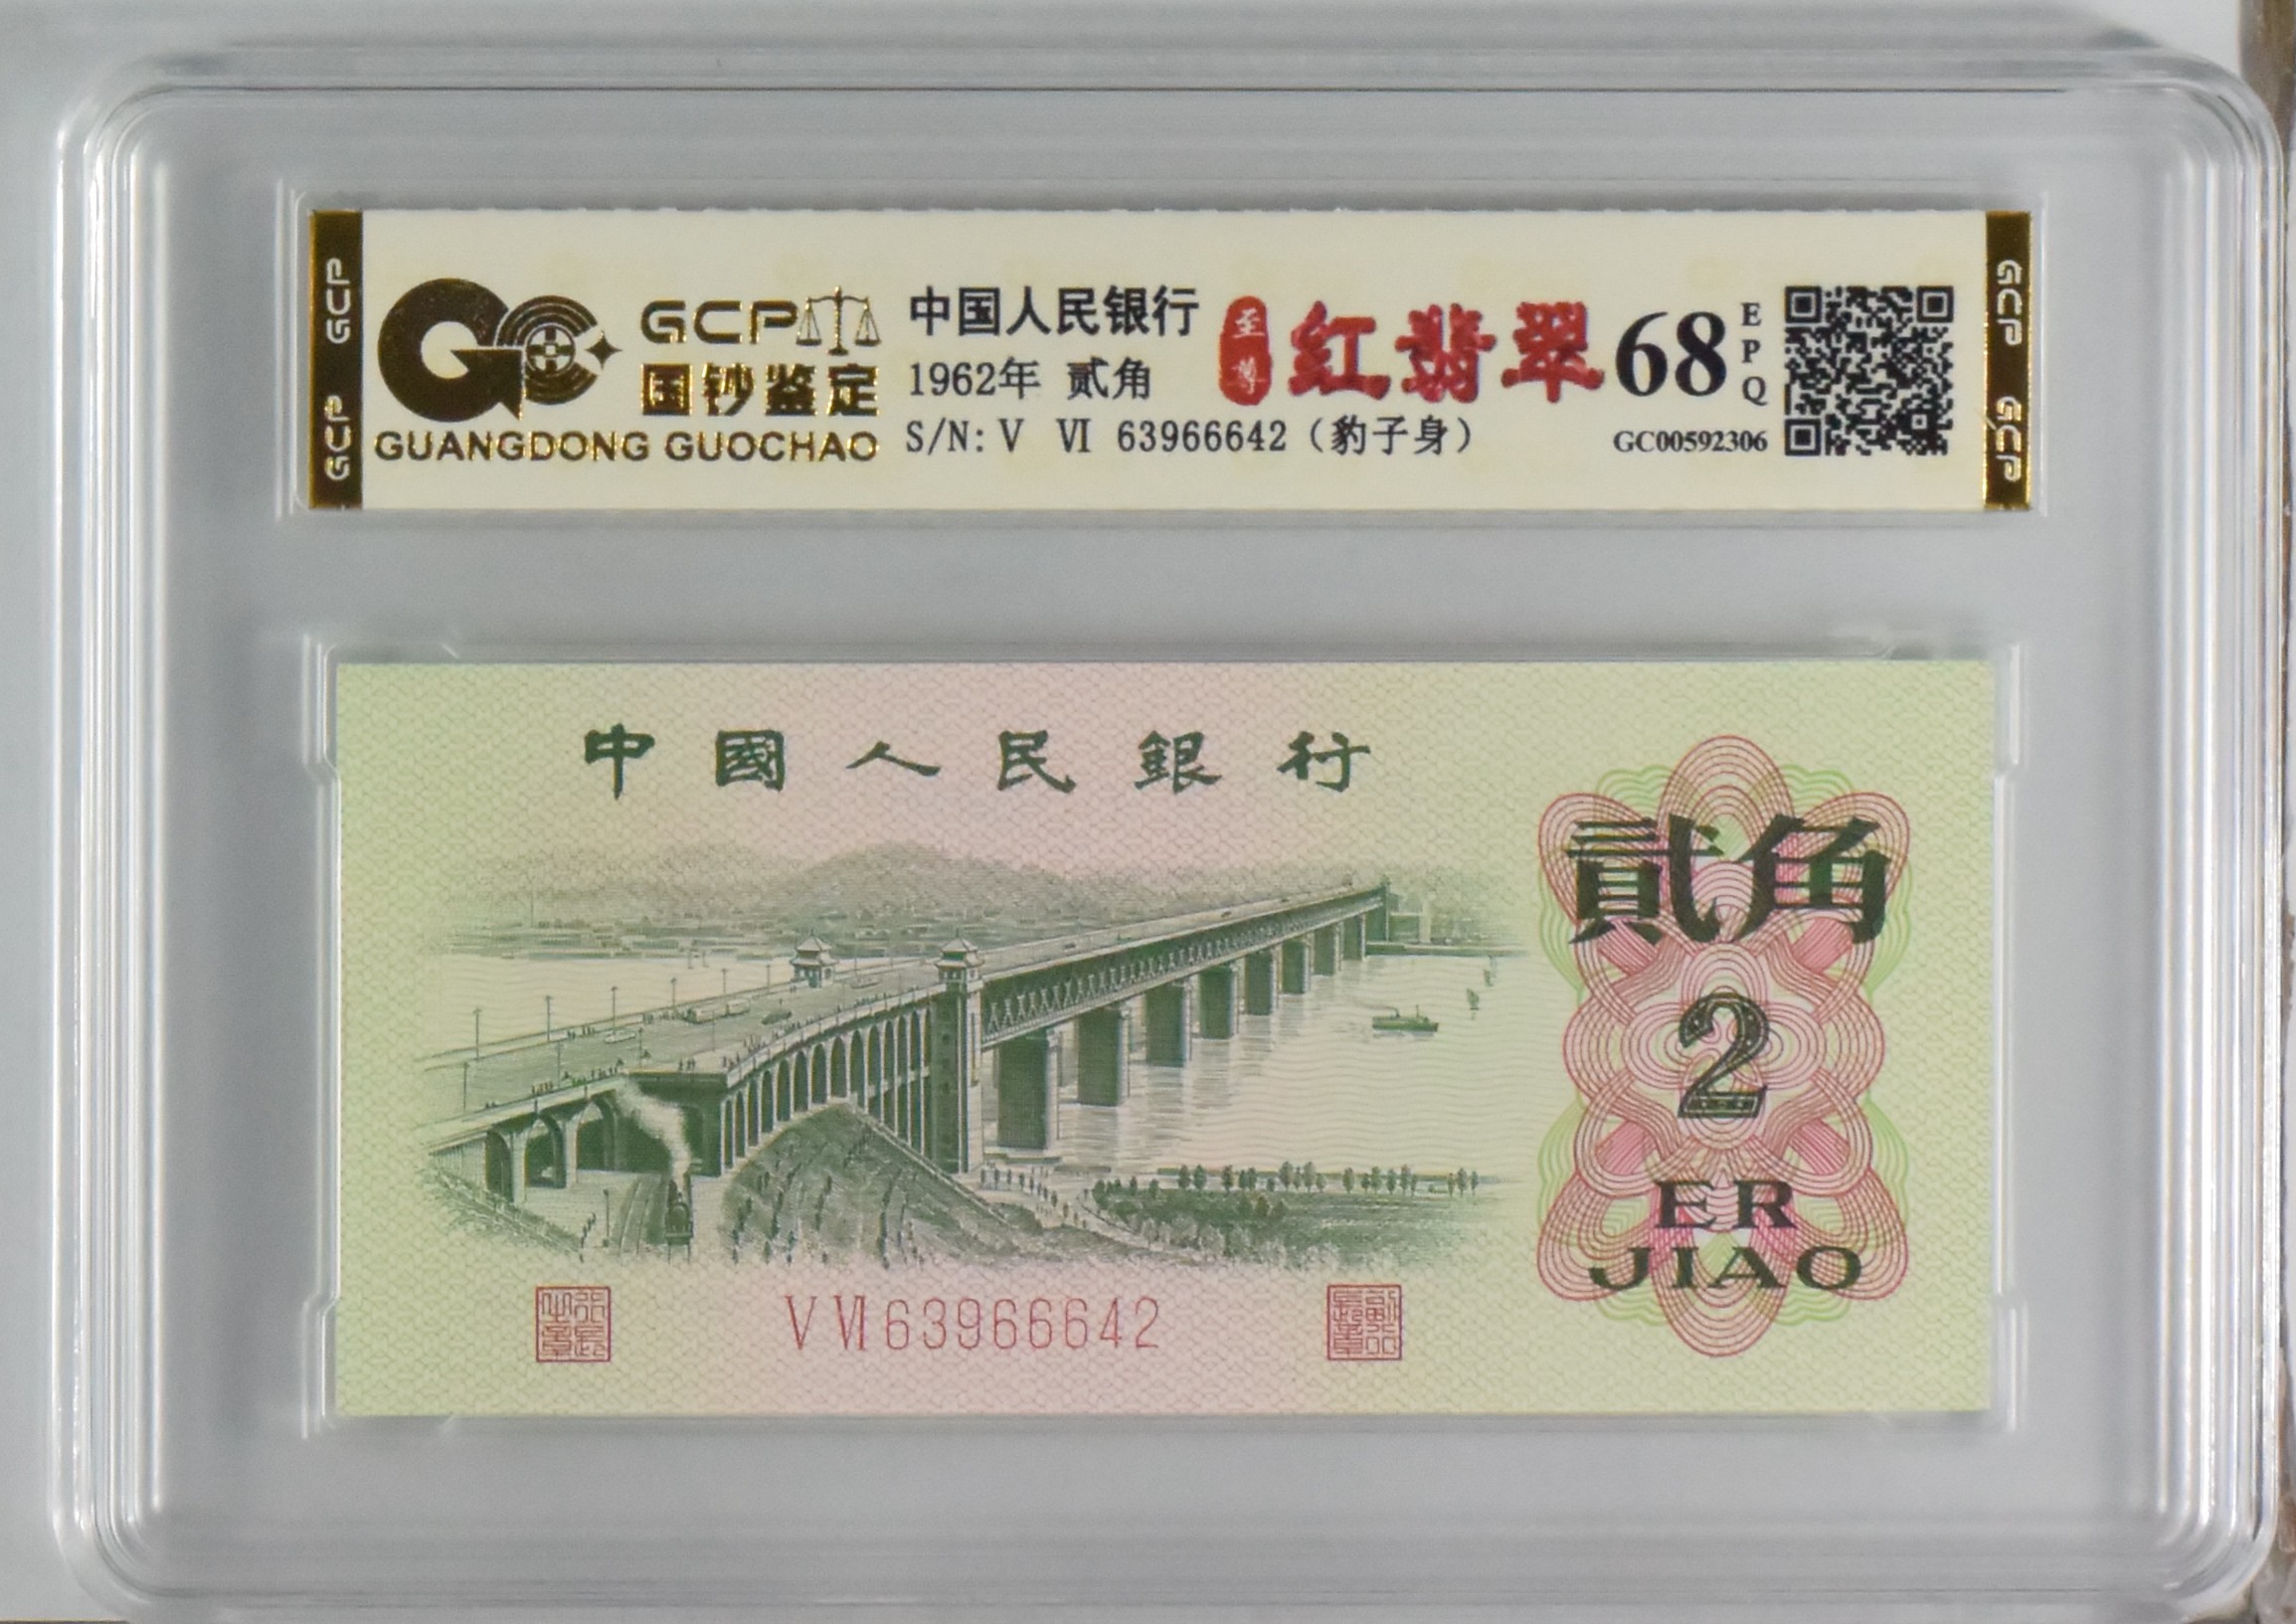 GCP GCP
GCP
国钞鉴定
GUANGDONG GUOCHAO
中国人民银行
1962年 贰角
S/N: V Ⅵ 63966642（豹子身）
至尊
红翡翠
68
EPQ
GC00592306
GCP GCP
中國人民銀行
貳角
2
ER
JIAO
V Ⅵ 63966642